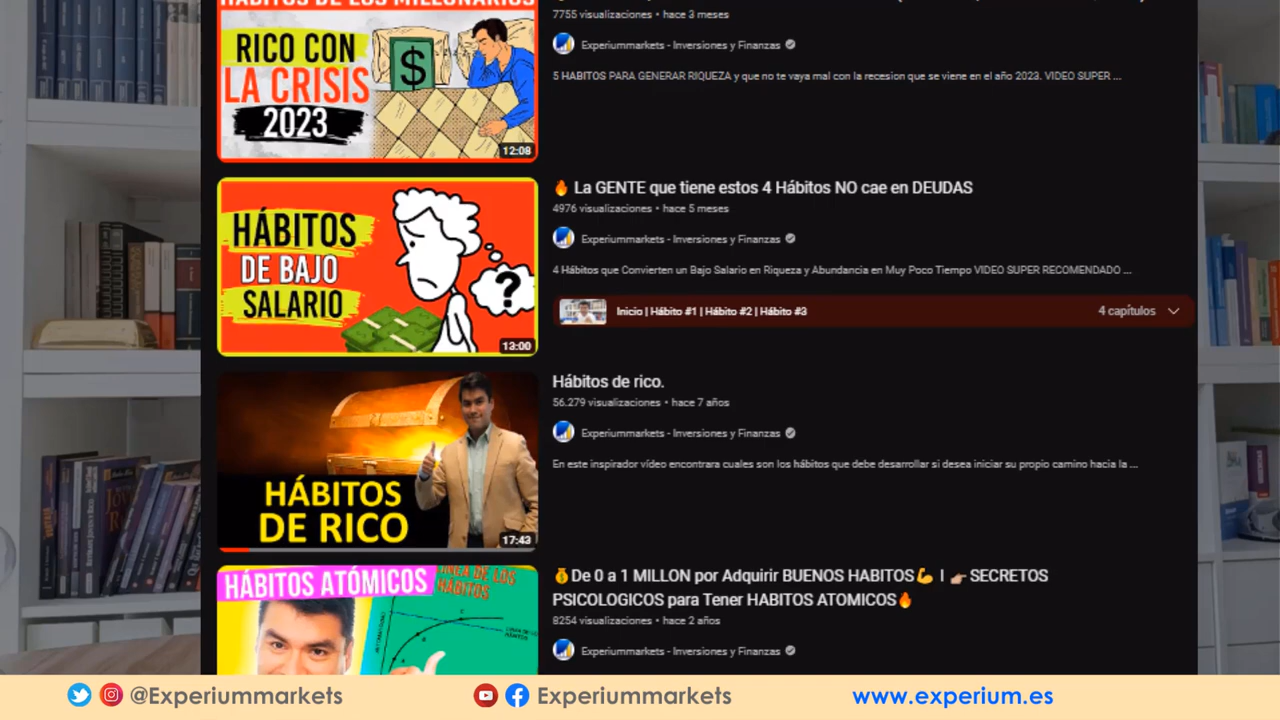 HÁBITOS DE LOS MILLONARIOS
RICO CON
LA CRISIS
2023
12:08
7755 visualizaciones • hace 3 meses
Experiummarkets - Inversiones y Finanzas
5 HABITOS PARA GENERAR RIQUEZA y que no te vaya mal con la recesion que se viene en el año 2023. VIDEO SUPER ...
HÁBITOS
DE BAJO
SALARIO
?
13:00
🔥 La GENTE que tiene estos 4 Hábitos NO cae en DEUDAS
4976 visualizaciones • hace 5 meses
Experiummarkets - Inversiones y Finanzas
4 Hábitos que Convierten un Bajo Salario en Riqueza y Abundancia en Muy Poco Tiempo VIDEO SUPER RECOMENDADO ...
Inicio | Hábito #1 | Hábito #2 | Hábito #3
4 capítulos
HÁBITOS
DE RICO
17:43
Hábitos de rico.
56.279 visualizaciones • hace 7 años
Experiummarkets - Inversiones y Finanzas
En este inspirador vídeo encontrara cuales son los hábitos que debe desarrollar si desea iniciar su propio camino hacia la ...
HÁBITOS ATÓMICOS
LÍNEA DE LOS
HÁBITOS
💰De 0 a 1 MILLON por Adquirir BUENOS HABITOS💪 I 👉🏼 SECRETOS
PSICOLOGICOS para Tener HABITOS ATOMICOS🔥
8254 visualizaciones • hace 2 años
Experiummarkets - Inversiones y Finanzas
@Experiummarkets
Experiummarkets
www.experium.es